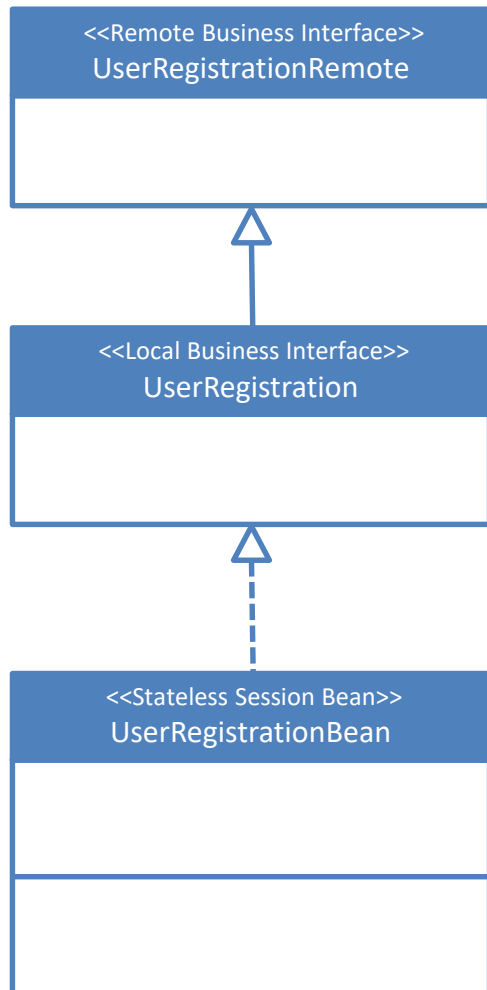 <<Remote Business Interface>>
UserRegistrationRemote
<<Local Business Interface>>
UserRegistration
<<Stateless Session Bean>>
UserRegistrationBean